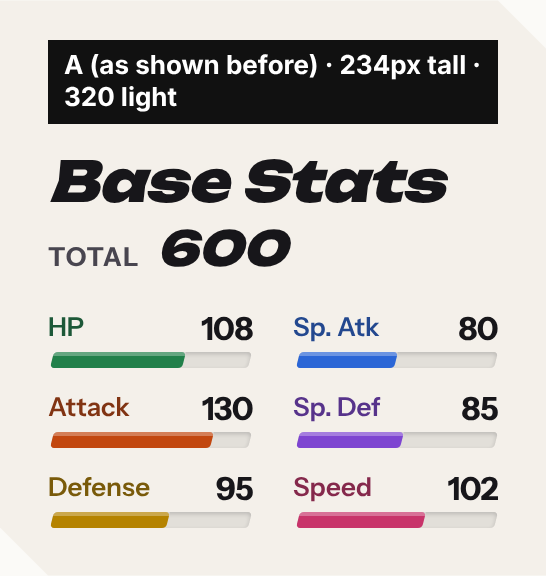 A (as shown before) · 234px tall ·
320 light
Base Stats
TOTAL 600
HP 108
Sp. Atk 80
Attack 130
Sp. Def 85
Defense 95
Speed 102